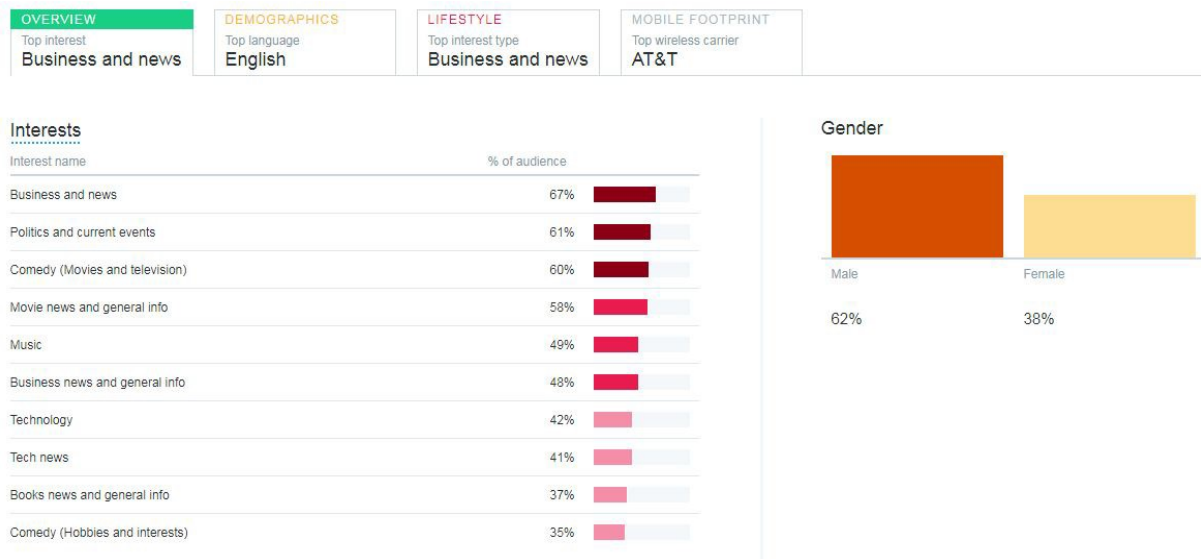 OVERVIEW
Top interest
Business and news
DEMOGRAPHICS
Top language
English
LIFESTYLE
Top interest type
Business and news
MOBILE FOOTPRINT
Top wireless carrier
AT&T
Interests
Interest name % of audience
Business and news 67%
Politics and current events 61%
Comedy (Movies and television) 60%
Movie news and general info 58%
Music 49%
Business news and general info 48%
Technology 42%
Tech news 41%
Books news and general info 37%
Comedy (Hobbies and interests) 35%
Gender
Male Female
62% 38%